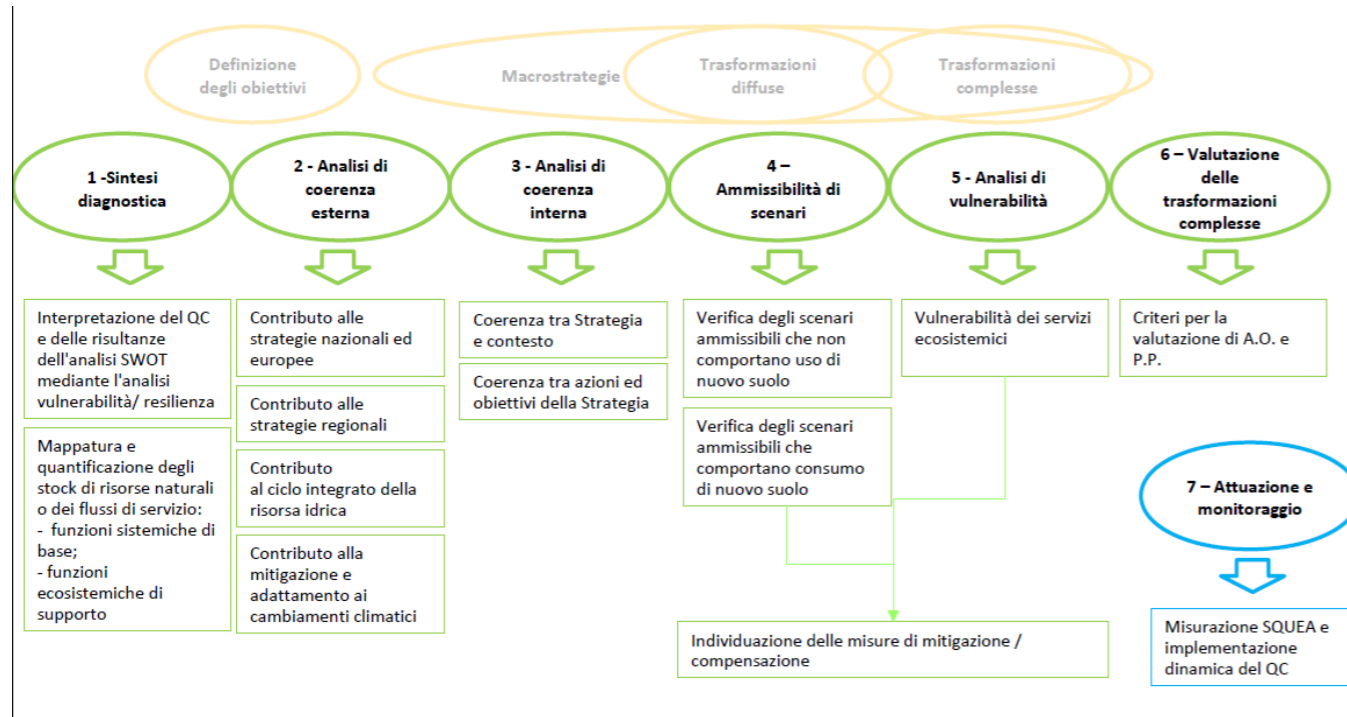 Definizione
degli obiettivi
Macrostrategie
Trasformazioni
diffuse
Trasformazioni
complesse
1 -Sintesi
diagnostica
2 - Analisi di
coerenza
esterna
3 - Analisi di
coerenza
interna
4 –
Ammissibilità di
scenari
5 - Analisi di
vulnerabilità
6 – Valutazione
delle
trasformazioni
complesse
Interpretazione del QC
e delle risultanze
dell'analisi SWOT
mediante l'analisi
vulnerabilità/ resilienza
Mappatura e
quantificazione degli
stock di risorse naturali
o dei flussi di servizio:
- funzioni sistemiche di
base;
- funzioni
ecosistemiche di
supporto
Contributo alle
strategie nazionali ed
europee
Contributo alle
strategie regionali
Contributo
al ciclo integrato della
risorsa idrica
Contributo alla
mitigazione e
adattamento ai
cambiamenti climatici
Coerenza tra Strategia
e contesto
Coerenza tra azioni ed
obiettivi della Strategia
Verifica degli scenari
ammissibili che non
comportano uso di
nuovo suolo
Verifica degli scenari
ammissibili che
comportano consumo
di nuovo suolo
Vulnerabilità dei servizi
ecosistemici
Criteri per la
valutazione di A.O. e
P.P.
7 – Attuazione e
monitoraggio
Misurazione SQUEA e
implementazione
dinamica del QC
Individuazione delle misure di mitigazione /
compensazione